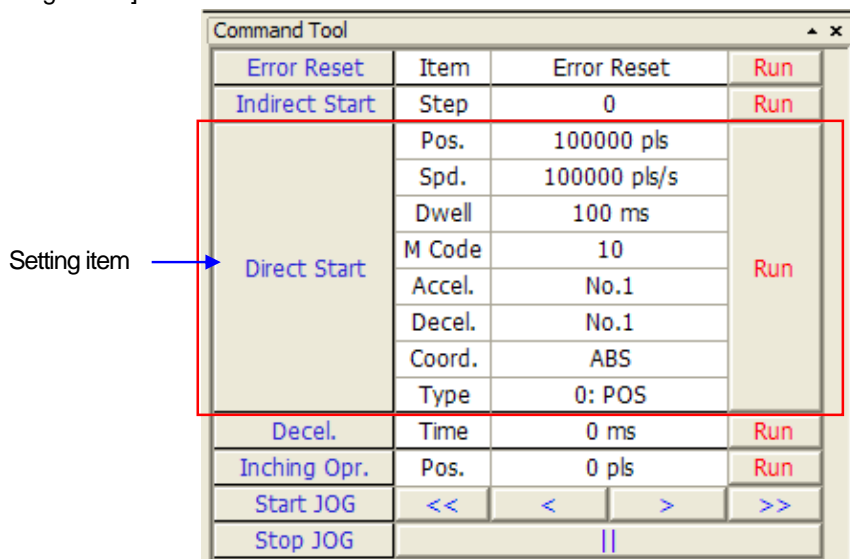 Command Tool
Error Reset Item Error Reset Run
Indirect Start Step 0 Run
Pos. 100000 pls
Spd. 100000 pls/s
Dwell 100 ms
M Code 10
Setting item Direct Start Run
Accel. No.1
Decel. No.1
Coord. ABS
Type 0: POS
Decel. Time 0 ms Run
Inching Opr. Pos. 0 pls Run
Start JOG << < > >>
Stop JOG ||